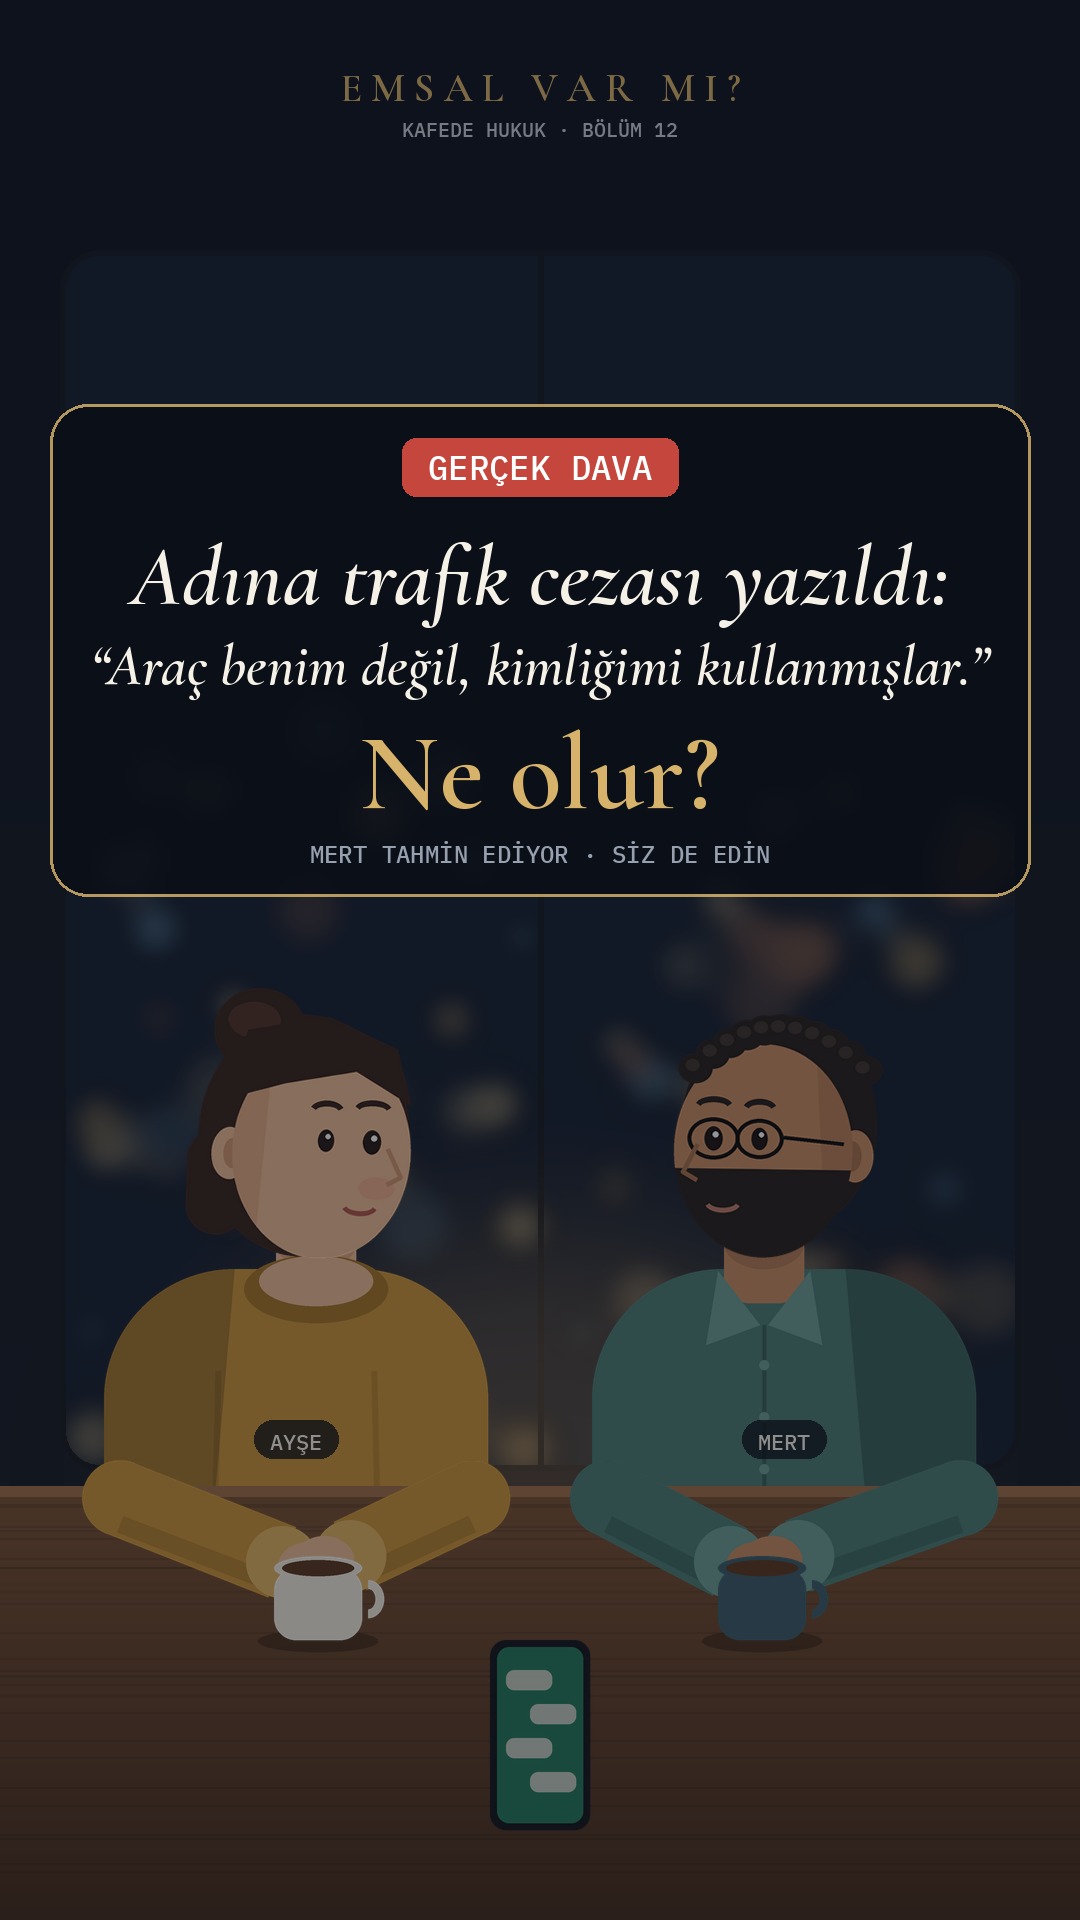 EMSAL VAR MI?
KAFEDE HUKUK · BÖLÜM 12
GERÇEK DAVA
Adına trafik cezası yazıldı:
“Araç benim değil, kimliğimi kullanmışlar.”
Ne olur?
MERT TAHMİN EDİYOR · SİZ DE EDİN
AYŞE
MERT